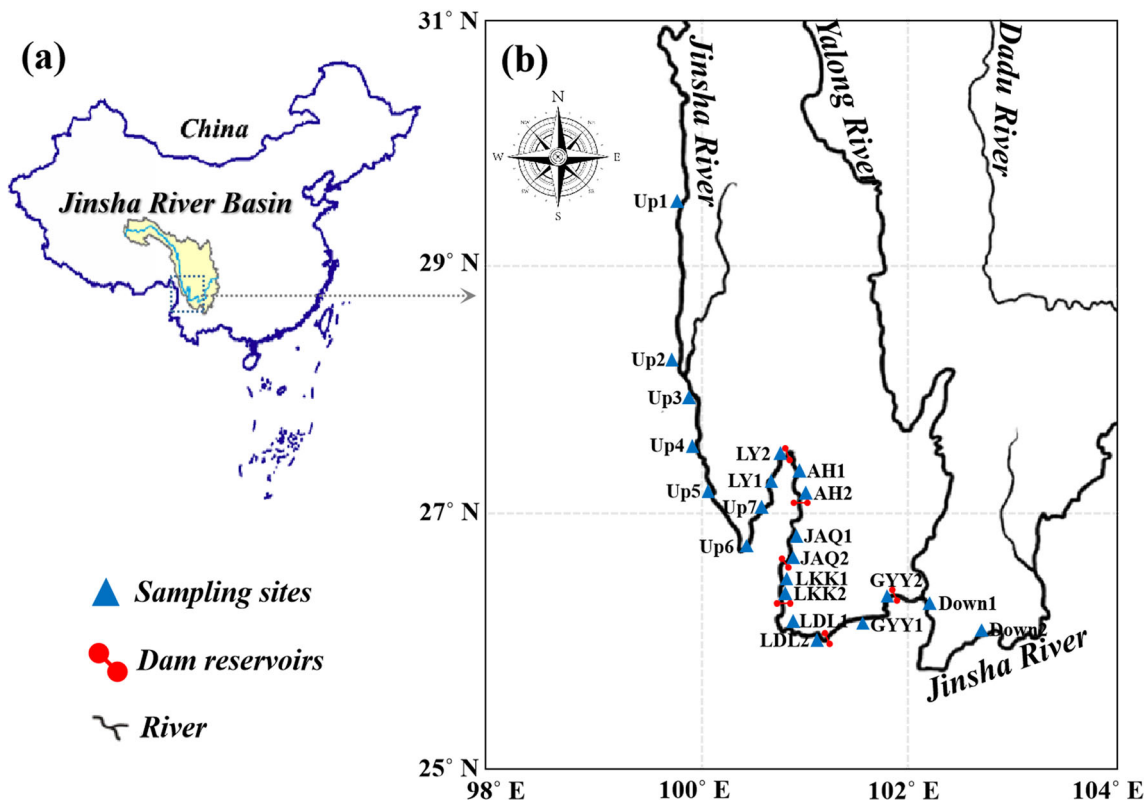 (a)
China
Jinsha River Basin
Sampling sites
Dam reservoirs
River
(b)
31° N
29° N
27° N
25° N
98° E
100° E
102° E
104° E
N
E
S
W
Jinsha River
Yalong River
Dadu River
Up1
Up2
Up3
Up4
Up5
Up6
Up7
LY1
LY2
AH1
AH2
JAQ1
JAQ2
LKK1
LKK2
LDL1
LDL2
GYY1
GYY2
Down1
Down2
Jinsha River